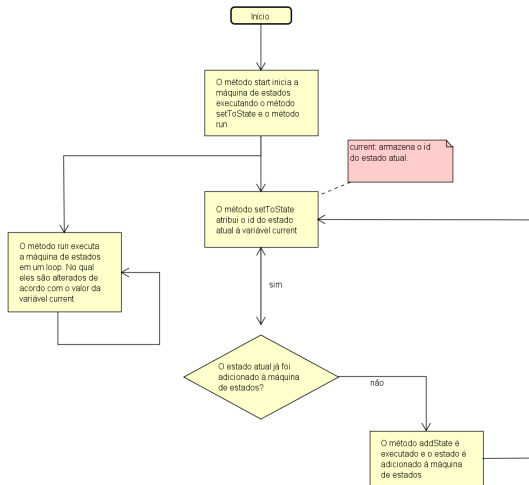 Início
O método start inicia a
máquina de estados
executando o método
setToState e o método
run
current: armazena o id
do estado atual.
O método setToState
atribui o id do estado
atual á variável current
O método run executa
a máquina de estados
em um loop. No qual
eles são alterados de
acordo com o valor da
variável current
sim
O estado atual já foi
adicionado á máquina
de estados?
não
O método addState é
executado e o estado é
adicionado á máquina
de estados